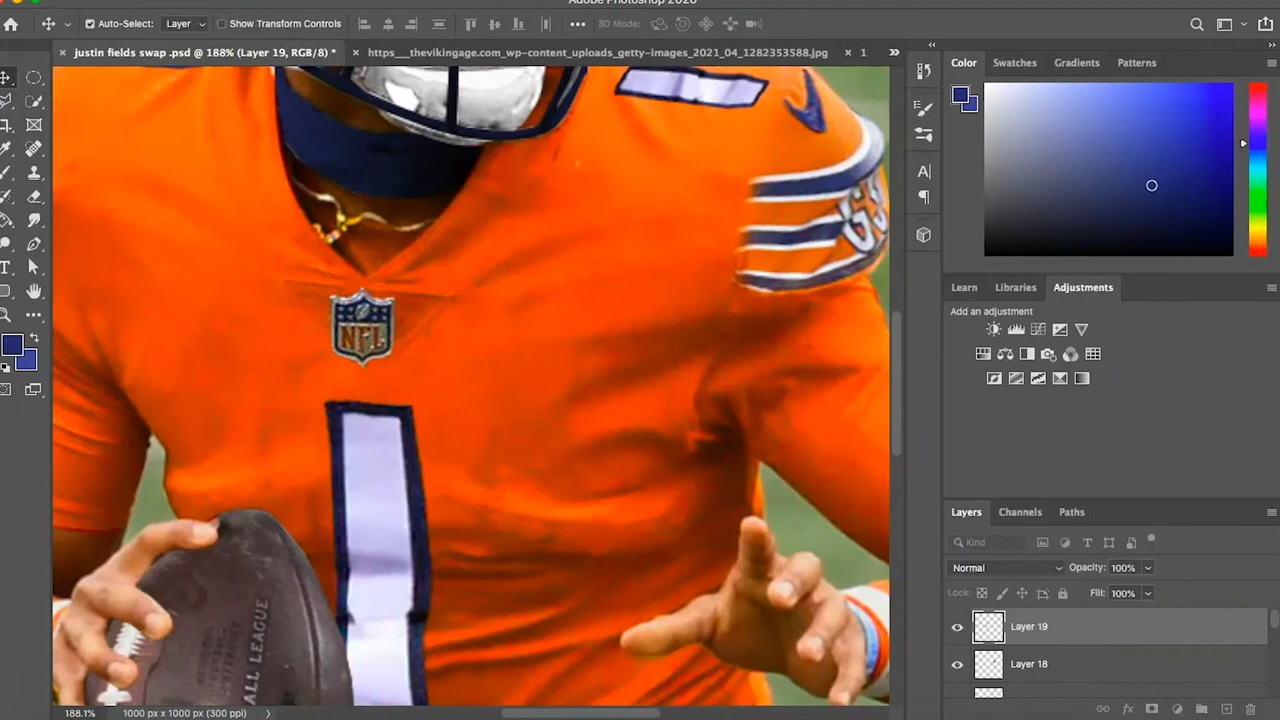 Adobe Photoshop 2020
Auto-Select: Layer Show Transform Controls 3D Mode:
justin fields swap .psd @ 188% (Layer 19, RGB/8) *
https___thevikingage.com_wp-content_uploads_getty-images_2021_04_1282353588.jpg
1
Color Swatches Gradients Patterns
Learn Libraries Adjustments
Add an adjustment
NFL
1
ALL LEAGUE
Layers Channels Paths
Kind
Normal Opacity: 100%
Lock: Fill: 100%
Layer 19
Layer 18
188.1% 1000 px x 1000 px (300 ppi)